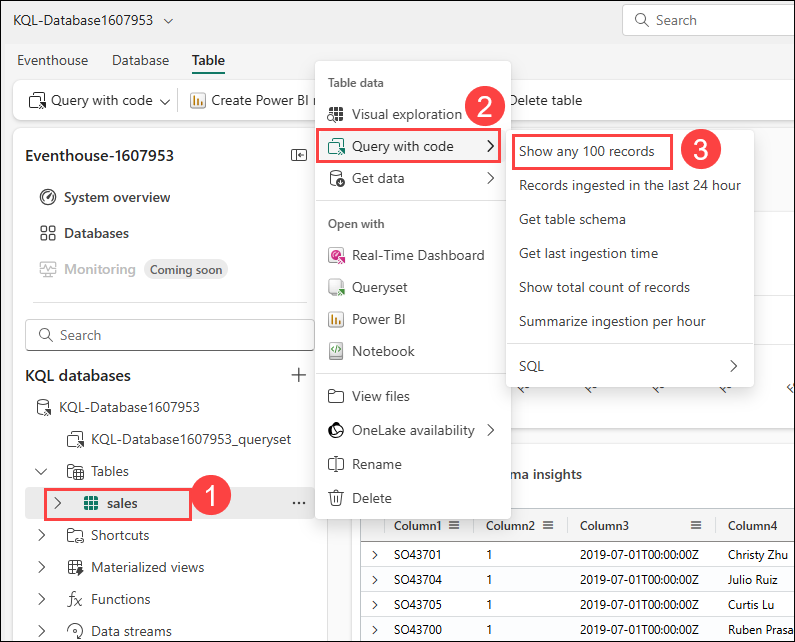 KQL-Database1607953
Search
Eventhouse
Database
Table
Query with code
Create Power BI
Delete table
Eventhouse-1607953
System overview
Databases
Monitoring
Coming soon
Search
KQL databases
KQL-Database1607953
KQL-Database1607953_queryset
Tables
sales
1
Shortcuts
Materialized views
Functions
Data streams
Table data
Visual exploration
2
Query with code
Get data
Open with
Real-Time Dashboard
Queryset
Power BI
Notebook
View files
OneLake availability
Rename
Delete
Show any 100 records
3
Records ingested in the last 24 hour
Get table schema
Get last ingestion time
Show total count of records
Summarize ingestion per hour
SQL
ma insights
Column1 Column2 Column3 Column4
SO43701 1 2019-07-01T00:00:00Z Christy Zhu
SO43704 1 2019-07-01T00:00:00Z Julio Ruiz
SO43705 1 2019-07-01T00:00:00Z Curtis Lu
SO43700 1 2019-07-01T00:00:00Z Ruben Prasa